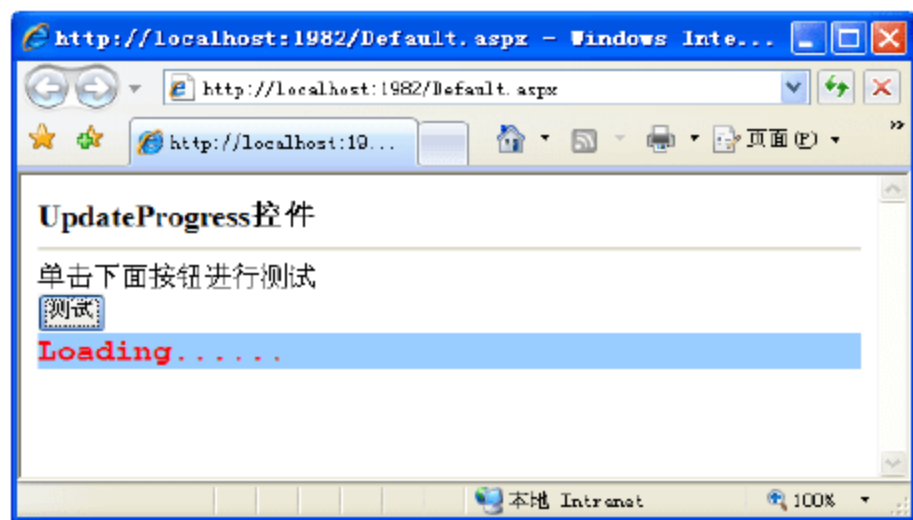 http://localhost:1982/Default.aspx - Windows Inte...
http://localhost:1982/Default.aspx
http://localhost:19... 页面(P)
UpdateProgress控件
单击下面按钮进行测试
测试
Loading......
本地 Intranet 100%